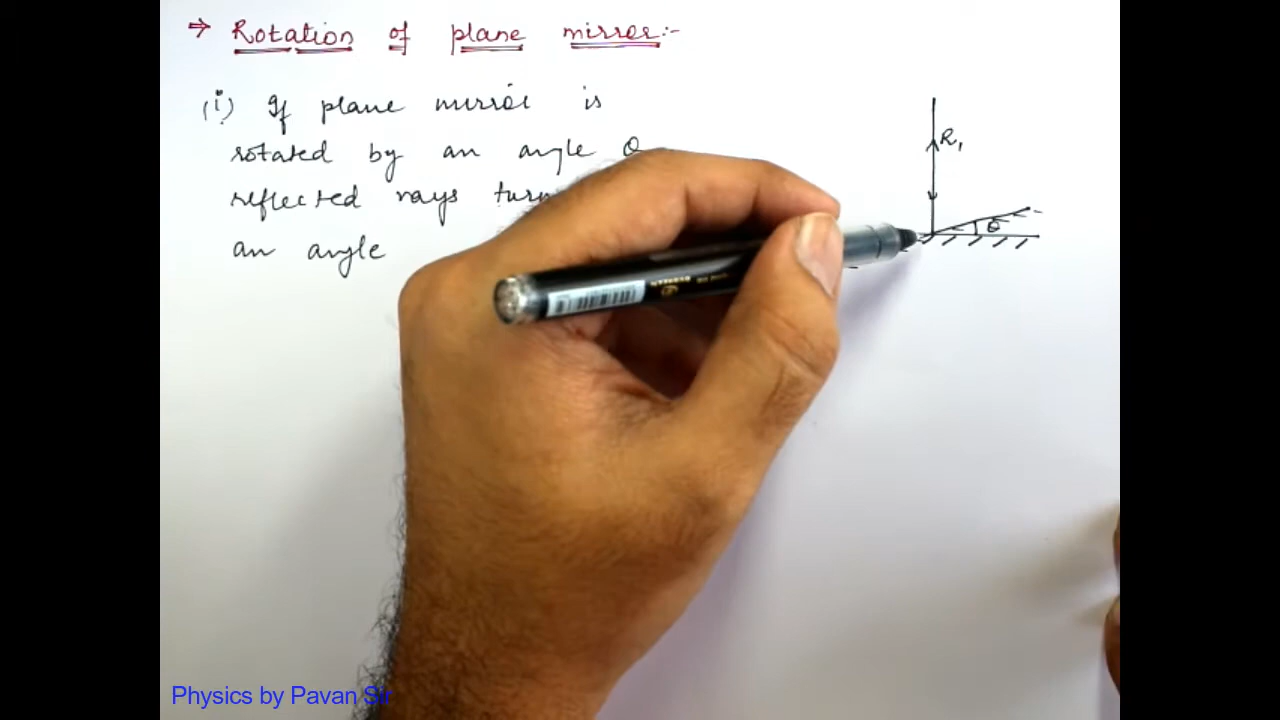 ⇒ Rotation of plane mirror:-
(i) If plane mirror is
rotated by an angle θ
reflected rays turn
an angle
R₁
θ
Physics by Pavan Sir